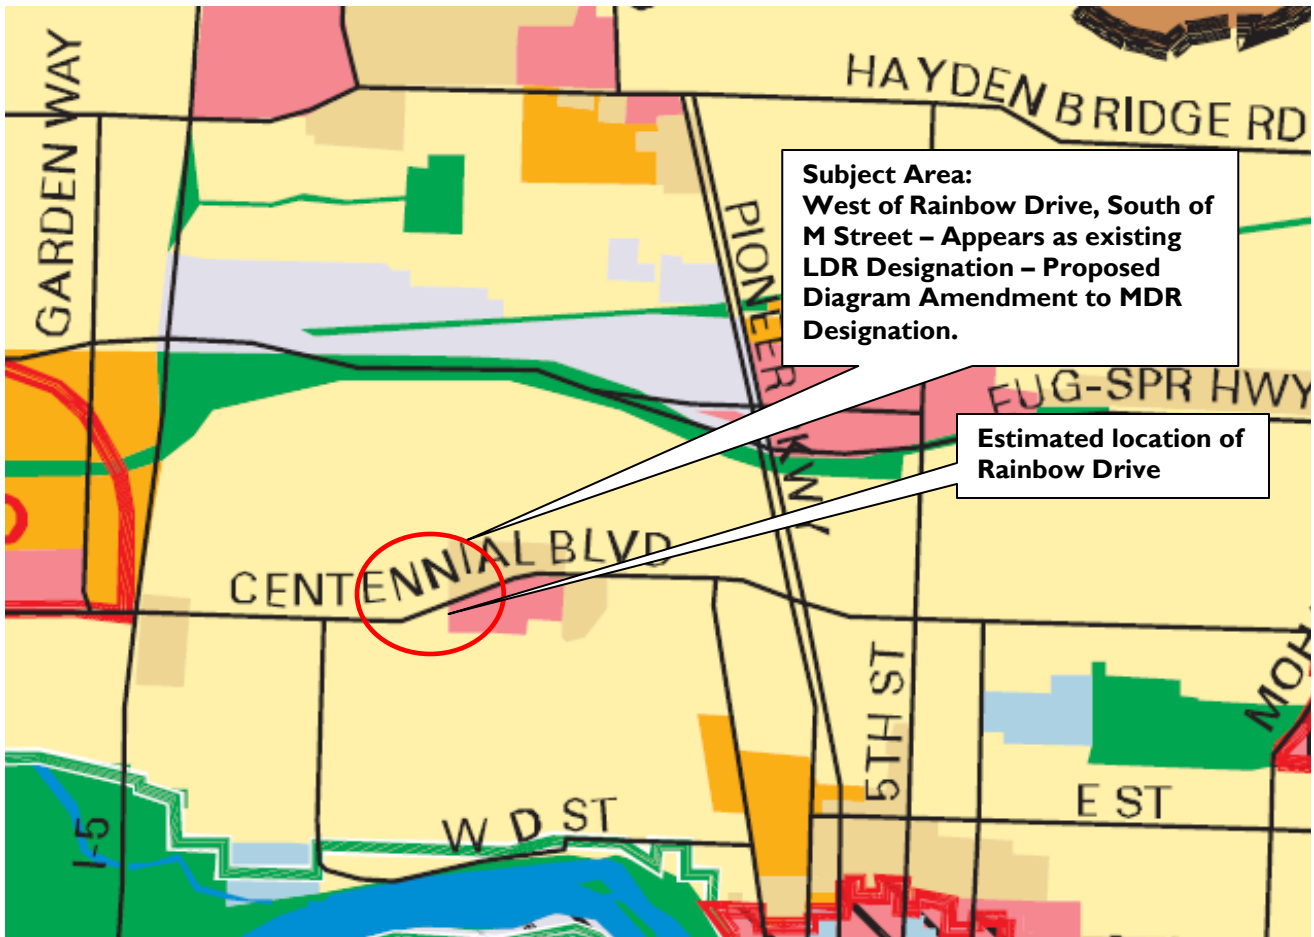 GARDEN WAY
HAYDEN BRIDGE RD
Subject Area:
West of Rainbow Drive, South of
M Street – Appears as existing
LDR Designation – Proposed
Diagram Amendment to MDR
Designation.
PIONEER
KWY
EUG-SPR HWY
Estimated location of
Rainbow Drive
CENTENNIAL BLVD
5TH ST
MOH
E ST
W D ST
I-5